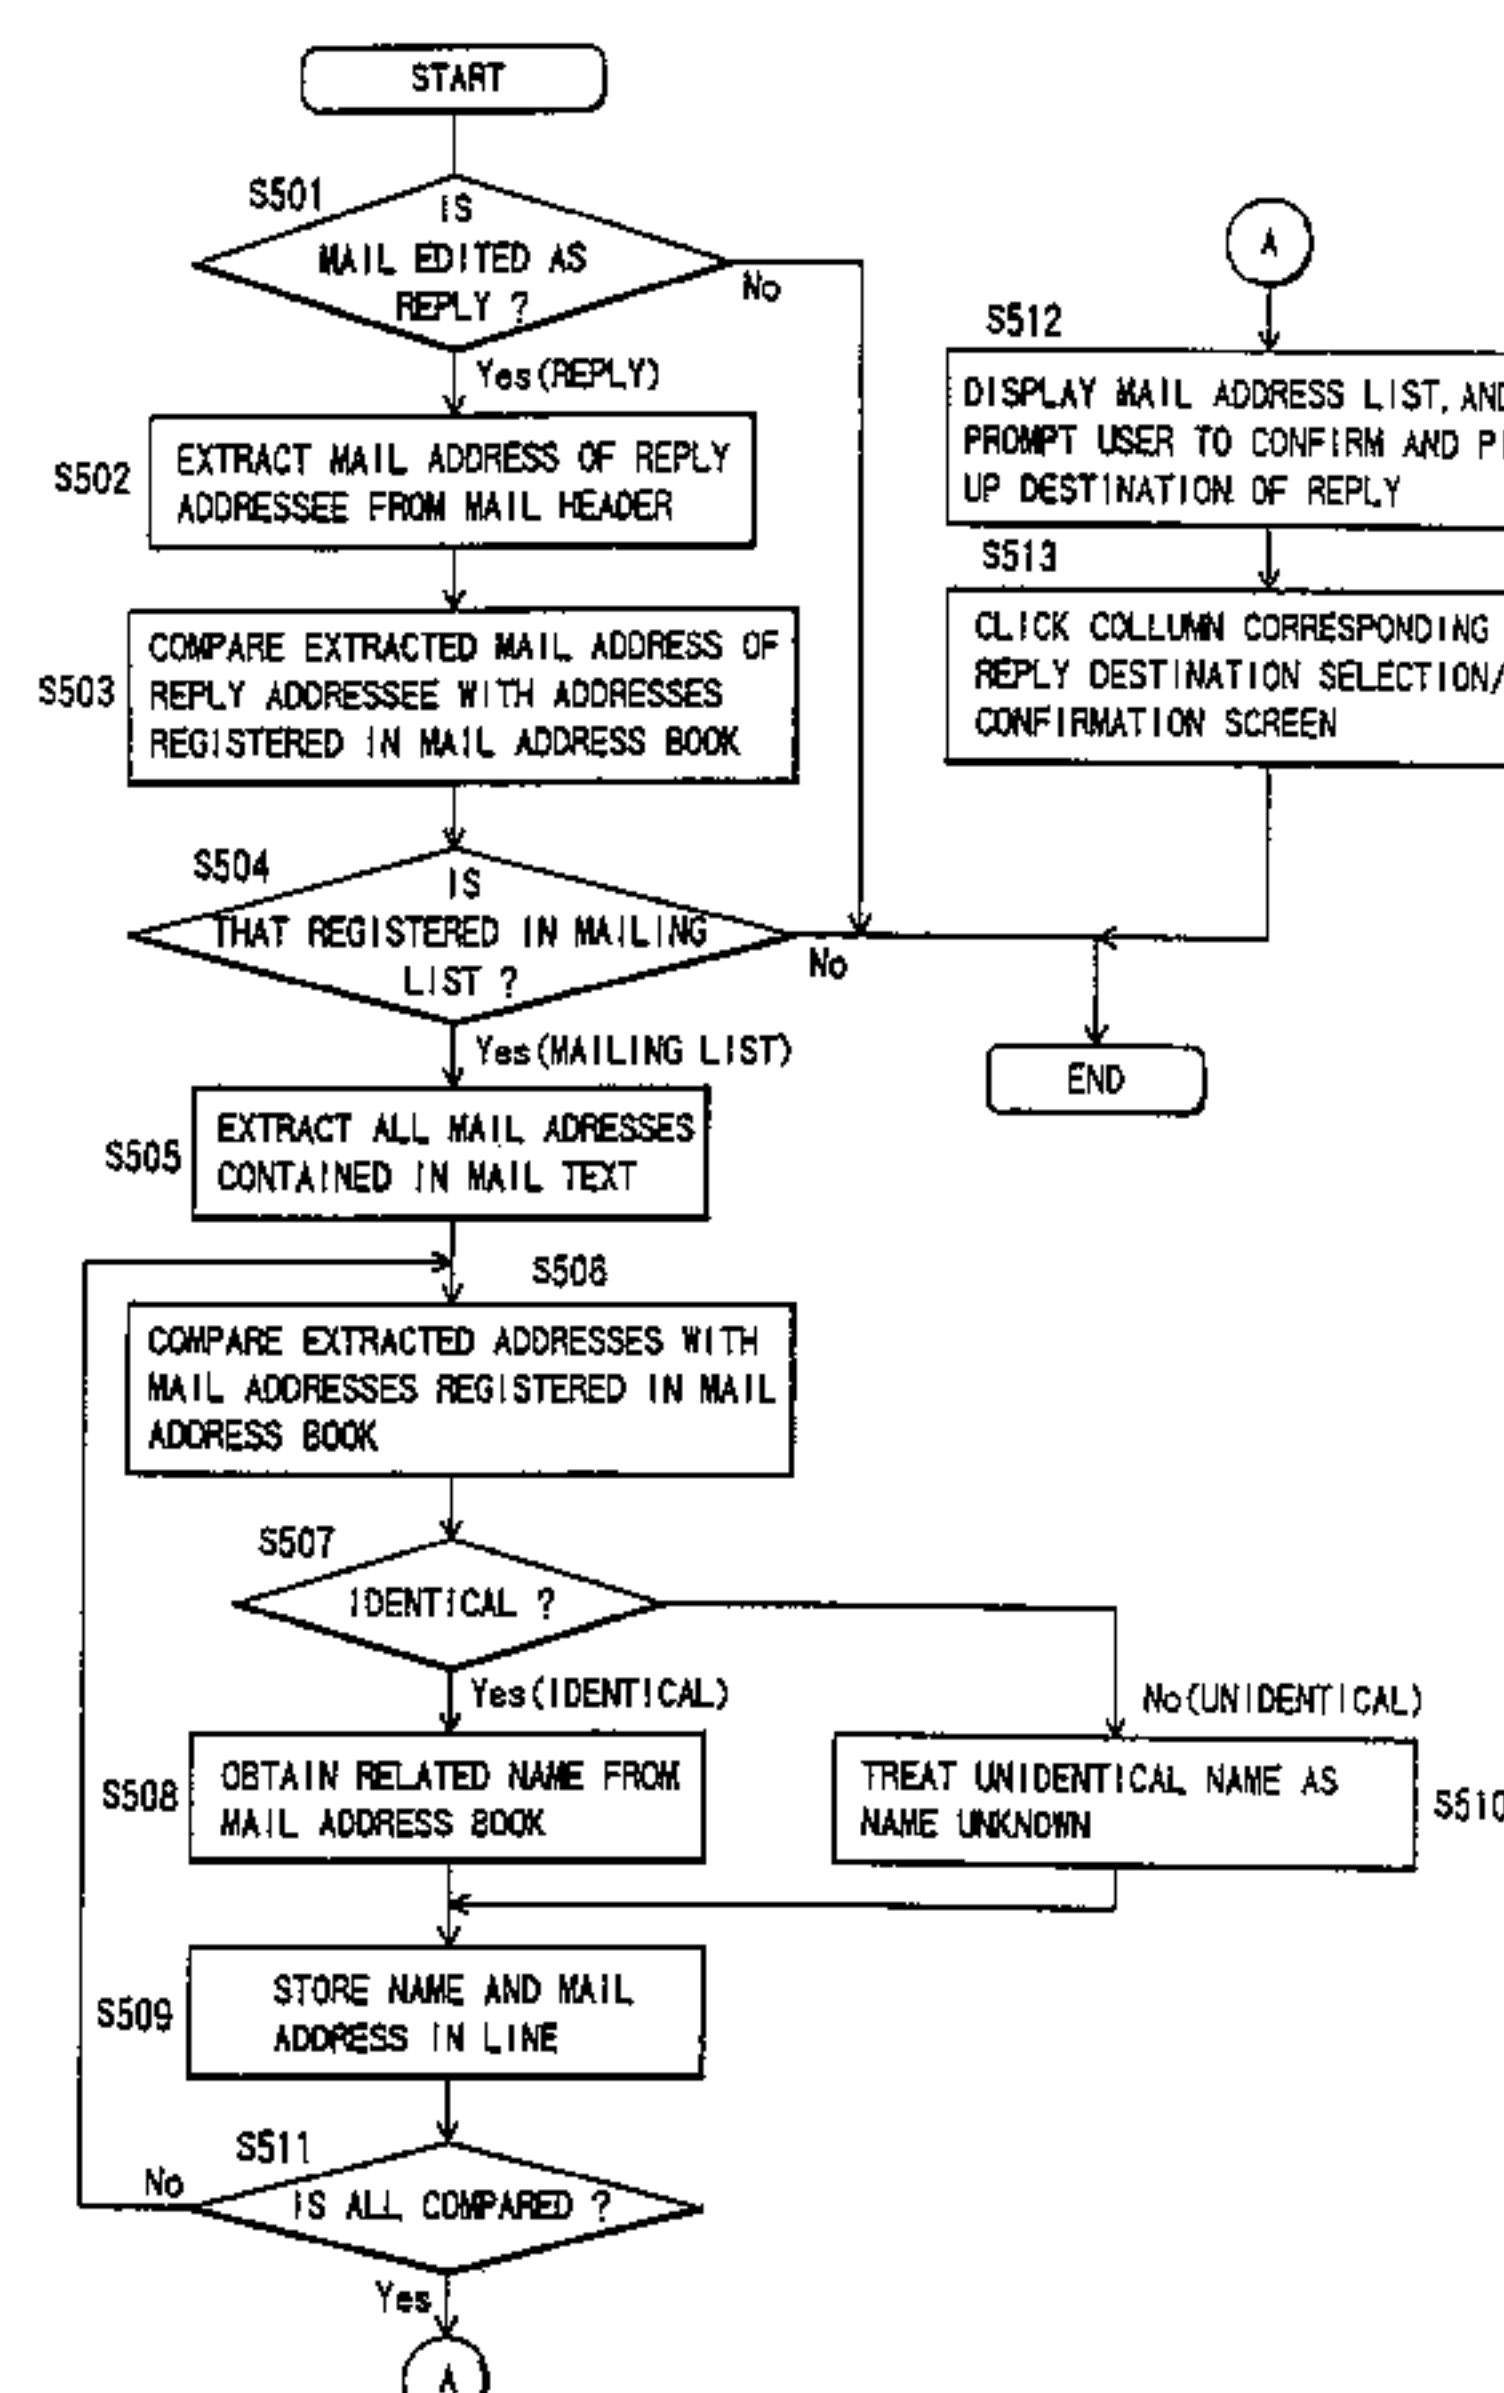 START
S501
IS
MAIL EDITED AS
REPLY ?
No
Yes(REPLY)
S502
EXTRACT MAIL ADDRESS OF REPLY
ADDRESSEE FROM MAIL HEADER
S503
COMPARE EXTRACTED MAIL ADDRESS OF
REPLY ADDRESSEE WITH ADDRESSES
REGISTERED IN MAIL ADDRESS BOOK
S504
IS
THAT REGISTERED IN MAILING
LIST ?
No
Yes(MAILING LIST)
S505
EXTRACT ALL MAIL ADRESSES
CONTAINED IN MAIL TEXT
S506
COMPARE EXTRACTED ADDRESSES WITH
MAIL ADDRESSES REGISTERED IN MAIL
ADDRESS BOOK
S507
IDENTICAL ?
Yes(IDENTICAL)
No(UNIDENTICAL)
S508
OBTAIN RELATED NAME FROM
MAIL ADDRESS BOOK
TREAT UNIDENTICAL NAME AS
NAME UNKNOWN
S510
S509
STORE NAME AND MAIL
ADDRESS IN LINE
S511
No
IS ALL COMPARED ?
Yes
A
A
S512
DISPLAY MAIL ADDRESS LIST, AND
PROMPT USER TO CONFIRM AND
UP DESTINATION OF REPLY
S513
CLICK COLLUMN CORRESPONDING
REPLY DESTINATION SELECTION/
CONFIRMATION SCREEN
END